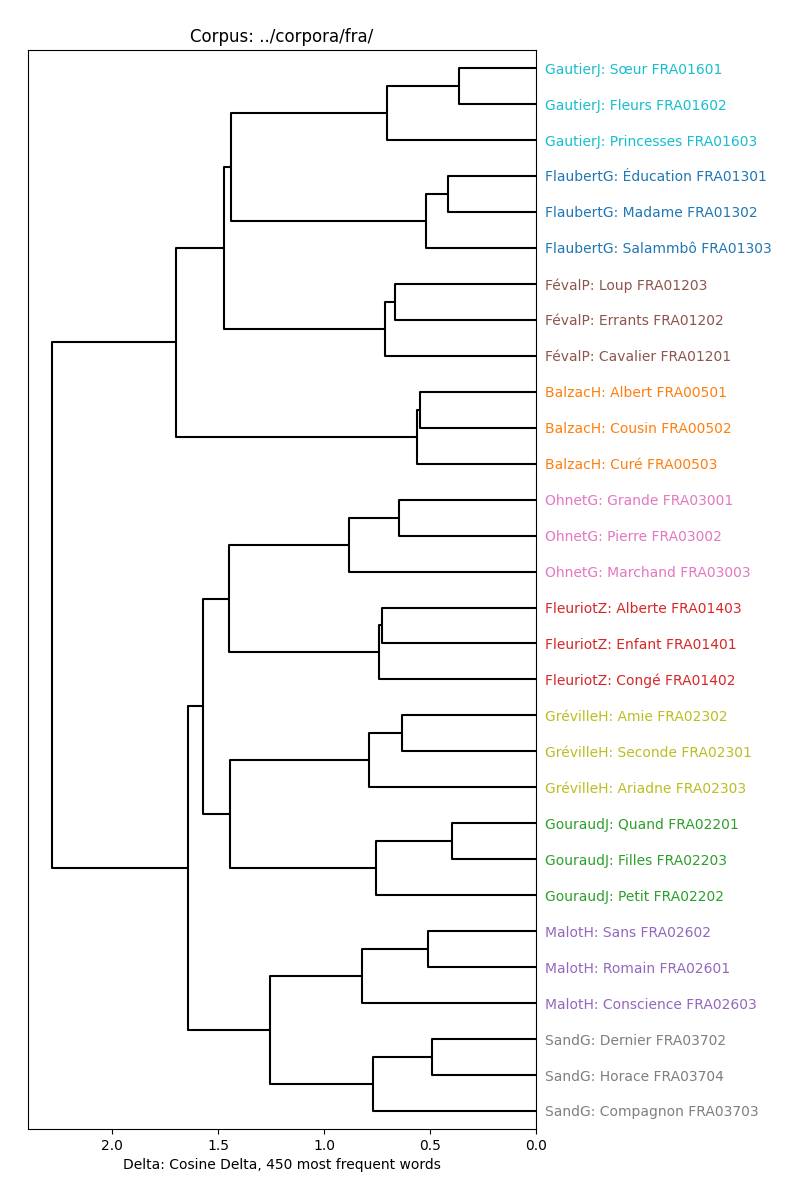 Corpus: ../corpora/fra/
GautierJ: Sœur FRA01601
GautierJ: Fleurs FRA01602
GautierJ: Princesses FRA01603
FlaubertG: Éducation FRA01301
FlaubertG: Madame FRA01302
FlaubertG: Salammbô FRA01303
FévalP: Loup FRA01203
FévalP: Errants FRA01202
FévalP: Cavalier FRA01201
BalzacH: Albert FRA00501
BalzacH: Cousin FRA00502
BalzacH: Curé FRA00503
OhnetG: Grande FRA03001
OhnetG: Pierre FRA03002
OhnetG: Marchand FRA03003
FleuriotZ: Alberte FRA01403
FleuriotZ: Enfant FRA01401
FleuriotZ: Congé FRA01402
GrévilleH: Amie FRA02302
GrévilleH: Seconde FRA02301
GrévilleH: Ariadne FRA02303
GouraudJ: Quand FRA02201
GouraudJ: Filles FRA02203
GouraudJ: Petit FRA02202
MalotH: Sans FRA02602
MalotH: Romain FRA02601
MalotH: Conscience FRA02603
SandG: Dernier FRA03702
SandG: Horace FRA03704
SandG: Compagnon FRA03703
2.0 1.5 1.0 0.5 0.0
Delta: Cosine Delta, 450 most frequent words